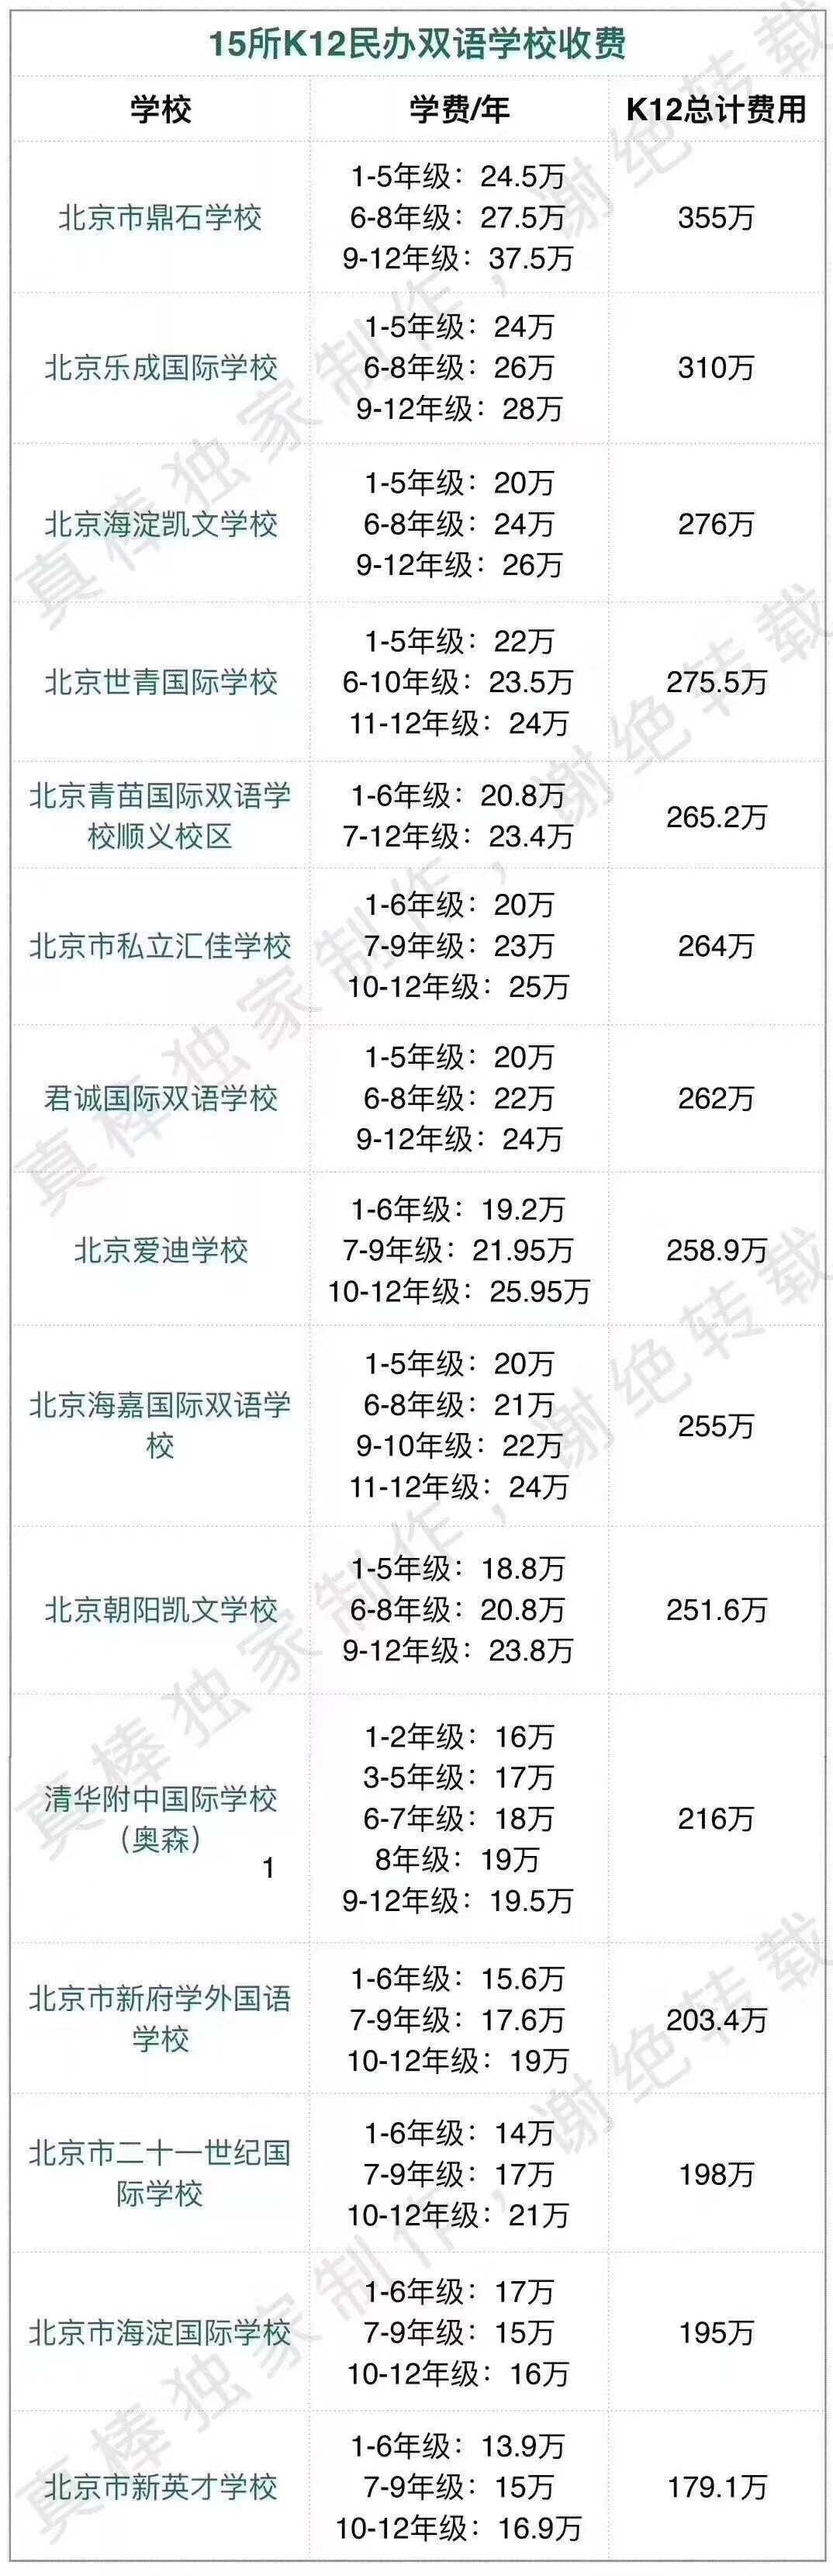 15所K12民办双语学校收费
学校 学费/年 K12总计费用
北京市鼎石学校
1-5年级：24.5万
6-8年级：27.5万
9-12年级：37.5万
355万
北京乐成国际学校
1-5年级：24万
6-8年级：26万
9-12年级：28万
310万
北京海淀凯文学校
1-5年级：20万
6-8年级：24万
9-12年级：26万
276万
北京世青国际学校
1-5年级：22万
6-10年级：23.5万
11-12年级：24万
275.5万
北京青苗国际双语学
校顺义校区
1-6年级：20.8万
7-12年级：23.4万
265.2万
北京市私立汇佳学校
1-6年级：20万
7-9年级：23万
10-12年级：25万
264万
君诚国际双语学校
1-5年级：20万
6-8年级：22万
9-12年级：24万
262万
北京爱迪学校
1-6年级：19.2万
7-9年级：21.95万
10-12年级：25.95万
258.9万
北京海嘉国际双语学
校
1-5年级：20万
6-8年级：21万
9-10年级：22万
11-12年级：24万
255万
北京朝阳凯文学校
1-5年级：18.8万
6-8年级：20.8万
9-12年级：23.8万
251.6万
清华附中国际学校
（奥森）
1
1-2年级：16万
3-5年级：17万
6-7年级：18万
8年级：19万
9-12年级：19.5万
216万
北京市新府学外国语
学校
1-6年级：15.6万
7-9年级：17.6万
10-12年级：19万
203.4万
北京市二十一世纪国
际学校
1-6年级：14万
7-9年级：17万
10-12年级：21万
198万
北京市海淀国际学校
1-6年级：17万
7-9年级：15万
10-12年级：16万
195万
北京市新英才学校
1-6年级：13.9万
7-9年级：15万
10-12年级：16.9万
179.1万
真棒独家制作，谢绝转载
真棒独家制作，谢绝转载
真棒独家制作，谢绝转载
真棒独家制作，谢绝转载